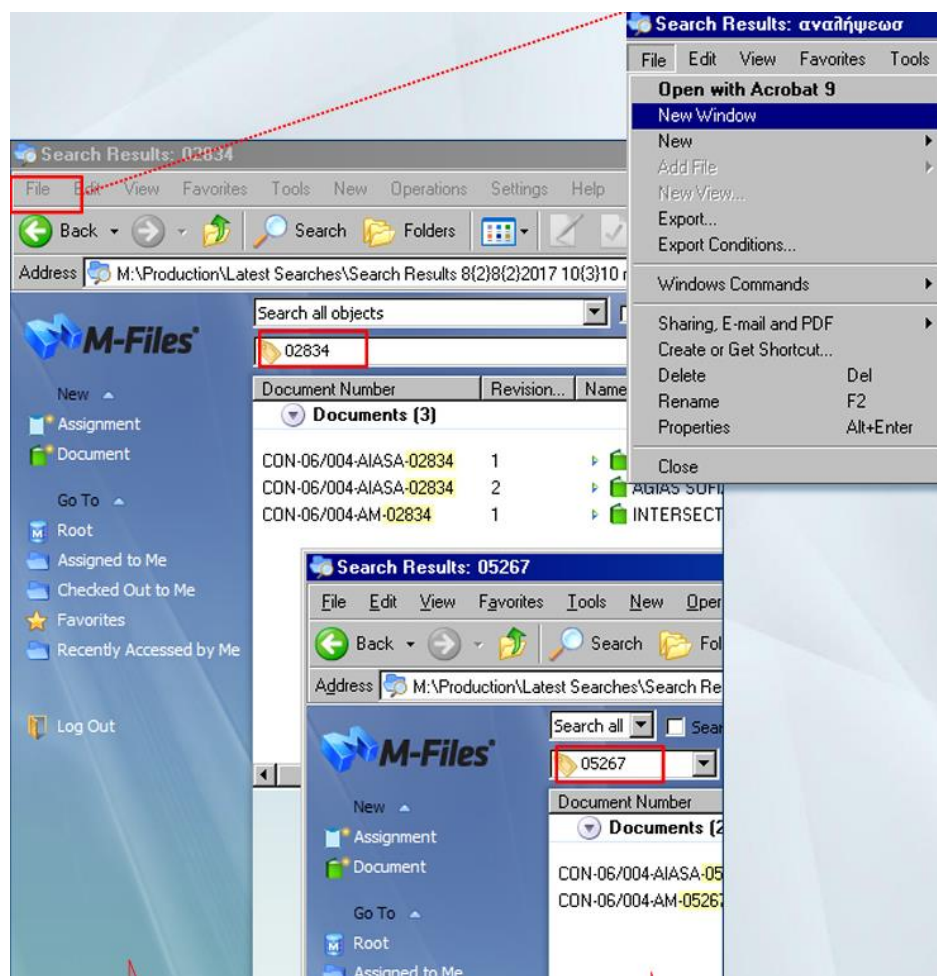 Search Results: αναλήψεωσ
File Edit View Favorites Tools
Open with Acrobat 9
New Window
New
Add File
New View...
Export...
Export Conditions...
Windows Commands
Sharing, E-mail and PDF
Create or Get Shortcut...
Delete Del
Rename F2
Properties Alt+Enter
Close
Search Results: 02834
File Edit View Favorites Tools New Operations Settings Help
Back Search Folders
Address M:\Production\Latest Searches\Search Results 8{2}8{2}2017 10{3}10
M-Files
Search all objects
02834
New
Assignment
Document
Go To
Root
Assigned to Me
Checked Out to Me
Favorites
Recently Accessed by Me
Log Out
Document Number Revision... Name
Documents (3)
CON-06/004-AIASA-02834 1
CON-06/004-AIASA-02834 2 AGIAS SOFI
CON-06/004-AM-02834 1 INTERSECT
Search Results: 05267
File Edit View Favorites Tools New Oper
Back Search Fol
Address M:\Production\Latest Searches\Search Re
M-Files
Search all Sear
05267
New
Assignment
Document
Go To
Root
Assigned to Me
Document Number
Documents (2
CON-06/004-AIASA-05
CON-06/004-AM-05267